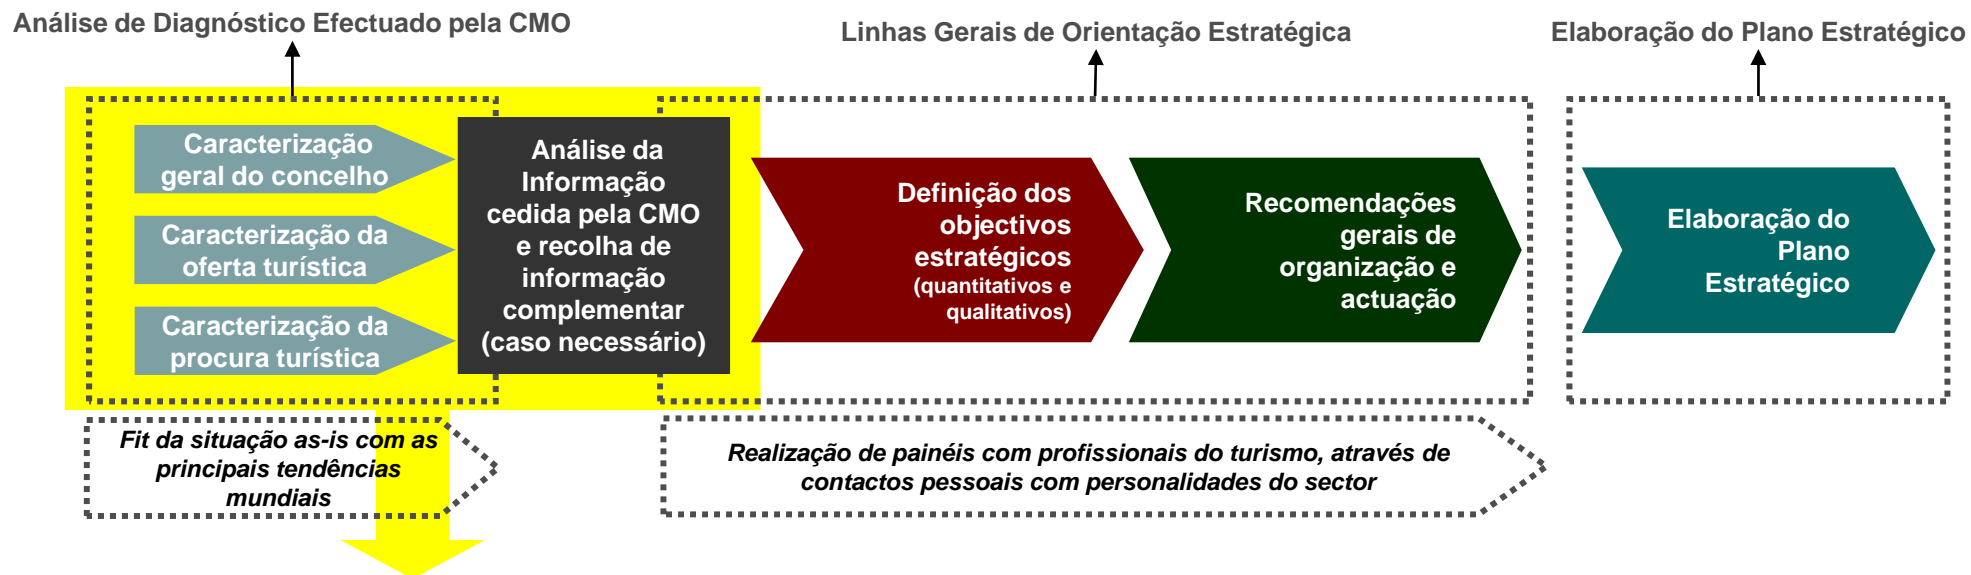 Análise de Diagnóstico Efectuado pela CMO
Linhas Gerais de Orientação Estratégica
Elaboração do Plano Estratégico
Caracterização
geral do concelho
Caracterização da
oferta turística
Caracterização da
procura turística
Análise da
Informação
cedida pela CMO
e recolha de
informação
complementar
(caso necessário)
Definição dos
objectivos
estratégicos
(quantitativos e
qualitativos)
Recomendações
gerais de
organização e
actuação
Elaboração do
Plano
Estratégico
Fit da situação as-is com as
principais tendências
mundiais
Realização de painéis com profissionais do turismo, através de
contactos pessoais com personalidades do sector